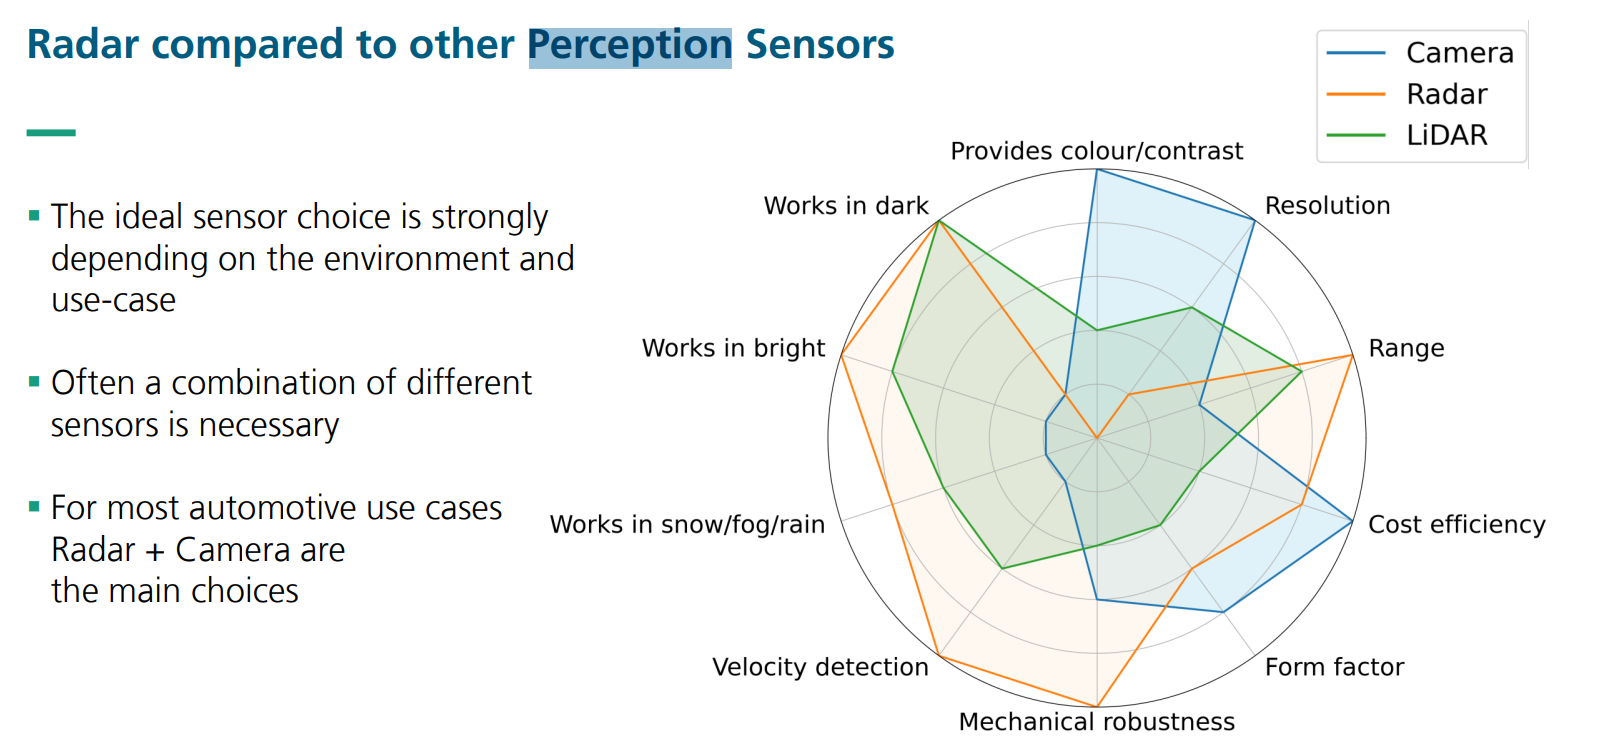 Radar compared to other Perception Sensors
The ideal sensor choice is strongly
depending on the environment and
use-case
Often a combination of different
sensors is necessary
For most automotive use cases
Radar + Camera are
the main choices
Camera
Radar
LiDAR
Provides colour/contrast
Works in dark
Resolution
Works in bright
Range
Works in snow/fog/rain
Cost efficiency
Velocity detection
Form factor
Mechanical robustness